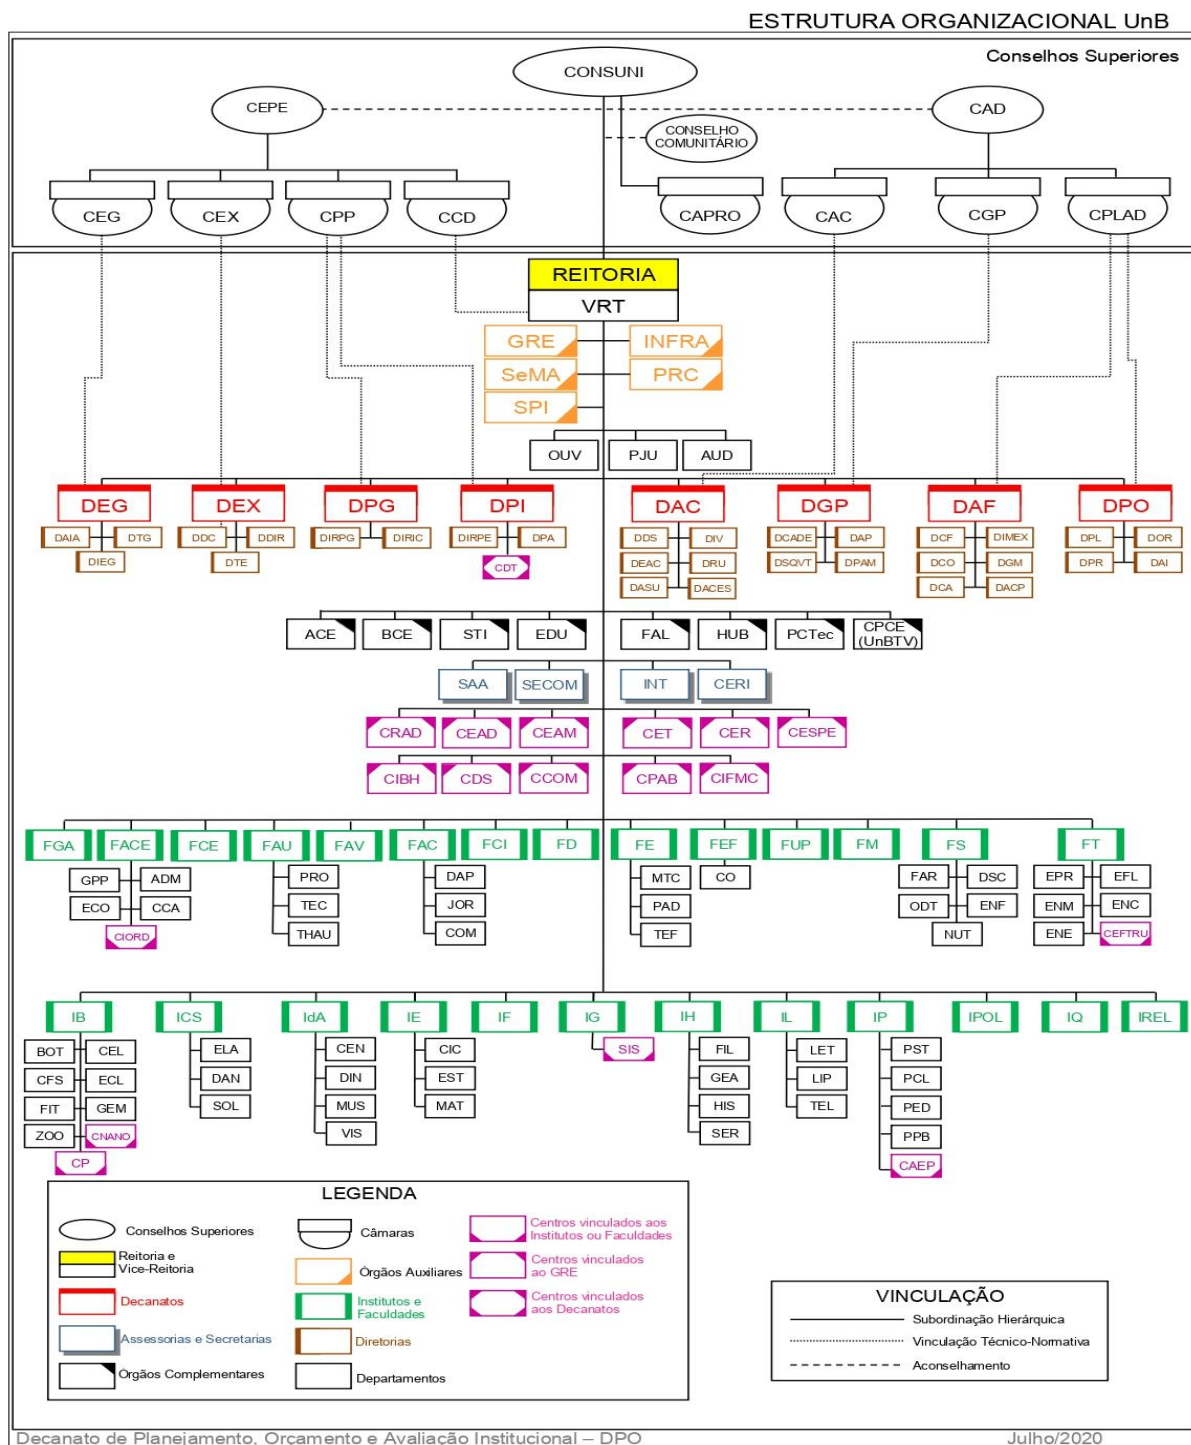 ESTRUTURA ORGANIZACIONAL UnB
Conselhos Superiores
CONSUNI
CEPE
CAD
CONSELHO
COMUNITÁRIO
CEG
CEX
CPP
CCD
CAPRO
CAC
CGP
CPLAD
REITORIA
VRT
GRE
INFRA
SeMA
PRC
SPI
OUV
PJU
AUD
DEG
DEX
DPG
DPI
DAC
DGP
DAF
DPO
DAIA
DTG
DIEG
DDC
DDIR
DTE
DIRPG
DIRIC
DIRPE
DPA
CDT
DDS
DIV
DEAC
DRU
DASU
DACES
DCADE
DAP
DSQVT
DPAM
DCF
DIMEX
DCO
DGM
DCA
DACP
DPL
DOR
DPR
DAI
ACE
BCE
STI
EDU
FAL
HUB
PCTec
CPCE
(UnBTV)
SAA
SECOM
INT
CERI
CRAD
CEAD
CEAM
CET
CER
CESPE
CIBH
CDS
CCOM
CPAB
CIFMC
FGA
FACE
FCE
FAU
FAV
FAC
FCI
FD
FE
FEF
FUP
FM
FS
FT
GPP
ADM
ECO
CCA
CIORD
PRO
TEC
THAU
DAP
JOR
COM
MTC
PAD
TEF
CO
FAR
DSC
ODT
ENF
NUT
EPR
EFL
ENM
ENC
ENE
CEFTRU
IB
ICS
IdA
IE
IF
IG
IH
IL
IP
IPOL
IQ
IREL
BOT
CEL
CFS
ECL
FIT
GEM
ZOO
CNANO
CP
ELA
DAN
SOL
CEN
DIN
MUS
VIS
CIC
EST
MAT
SIS
FIL
GEA
HIS
SER
LET
LIP
TEL
PST
PCL
PED
PPB
CAEP
LEGENDA
Conselhos Superiores
Reitoria e
Vice-Reitoria
Decanatos
Assessorias e Secretarias
Órgãos Complementares
Câmaras
Órgãos Auxiliares
Institutos e
Faculdades
Diretorias
Departamentos
Centros vinculados aos
Institutos ou Faculdades
Centros vinculados
ao GRE
Centros vinculados
aos Decanatos
VINCULAÇÃO
Subordinação Hierárquica
Vinculação Técnico-Normativa
Aconselhamento
Decanato de Planejamento, Orçamento e Avaliação Institucional – DPO
Julho/2020